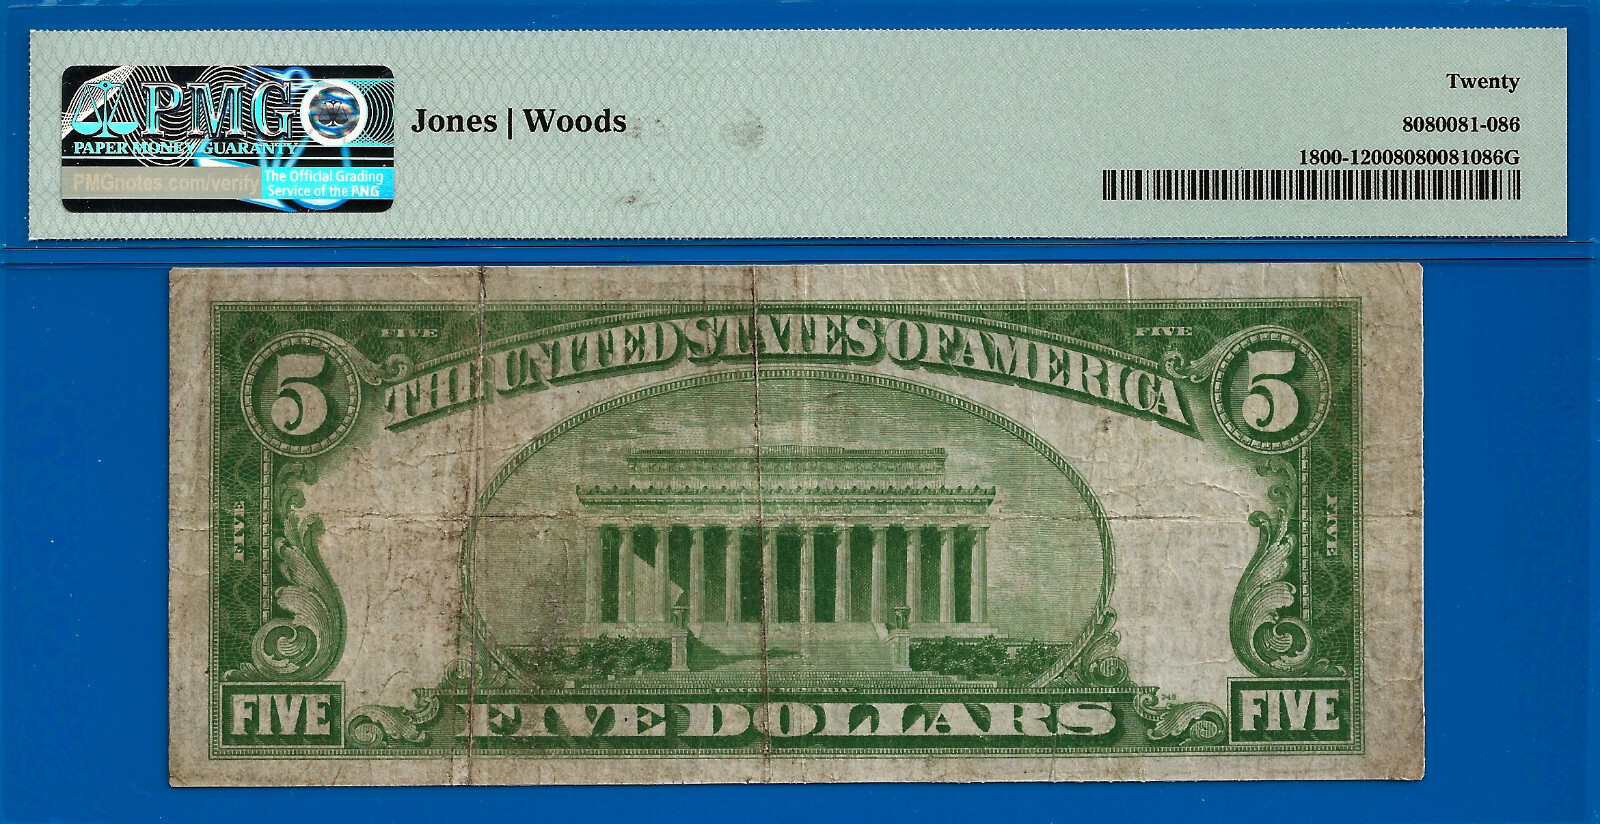 PMG
PAPER MONEY GUARANTY
PMGnotes.com/verify
The Official Grading
Service of the PNG
Jones | Woods
Twenty
8080081-086
1800-12008080081086G
FIVE
FIVE
THE UNITED STATES OF AMERICA
5
5
FIVE
FIVE
LINCOLN MEMORIAL
FIVE
FIVE DOLLARS
FIVE